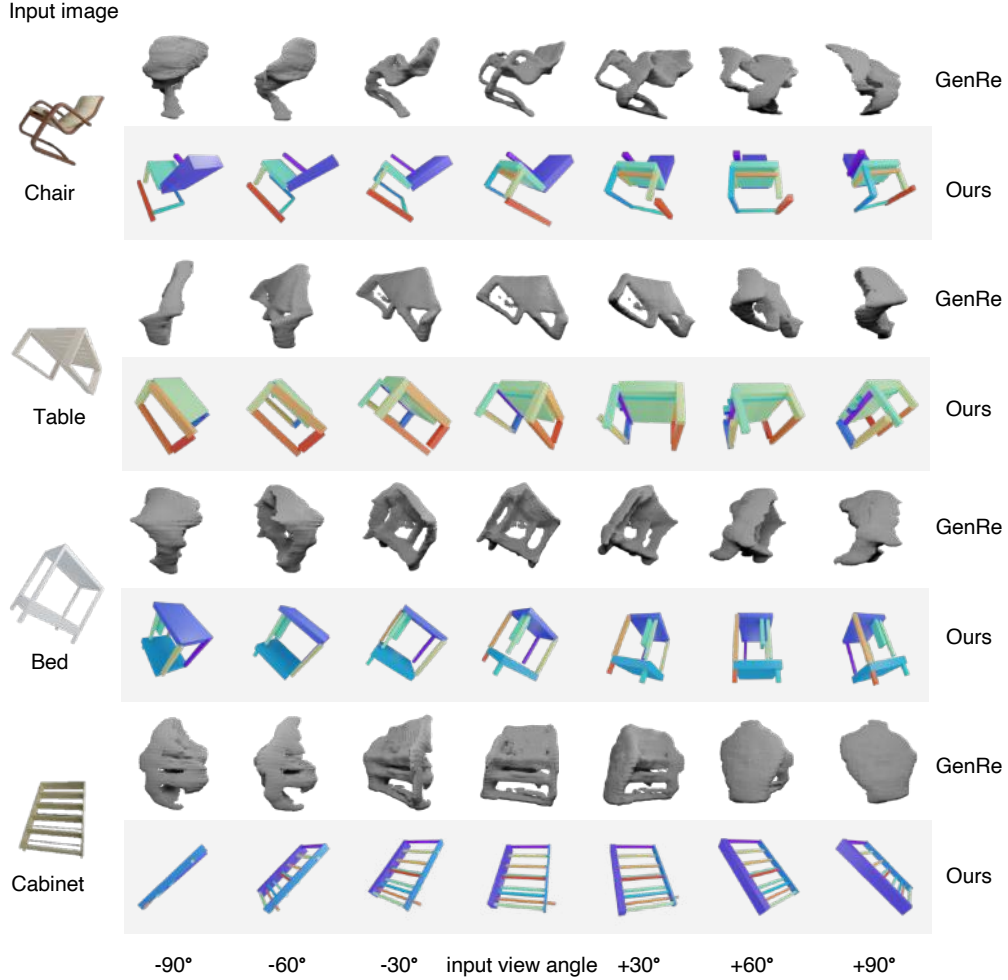 Input image
GenRe
Chair
Ours
GenRe
Table
Ours
GenRe
Bed
Ours
GenRe
Cabinet
Ours
-90° -60° -30° input view angle +30° +60° +90°